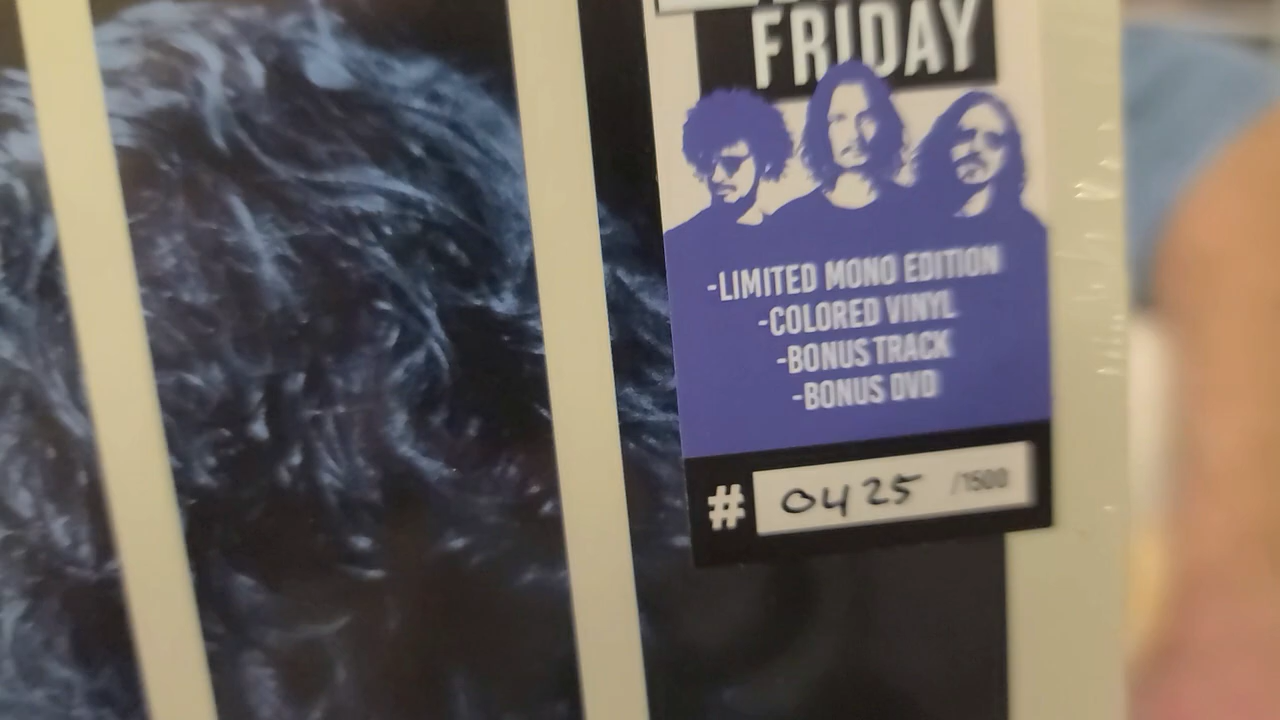 FRIDAY
-LIMITED MONO EDITION
-COLORED VINYL
-BONUS TRACK
-BONUS DVD
# 0425 /1500